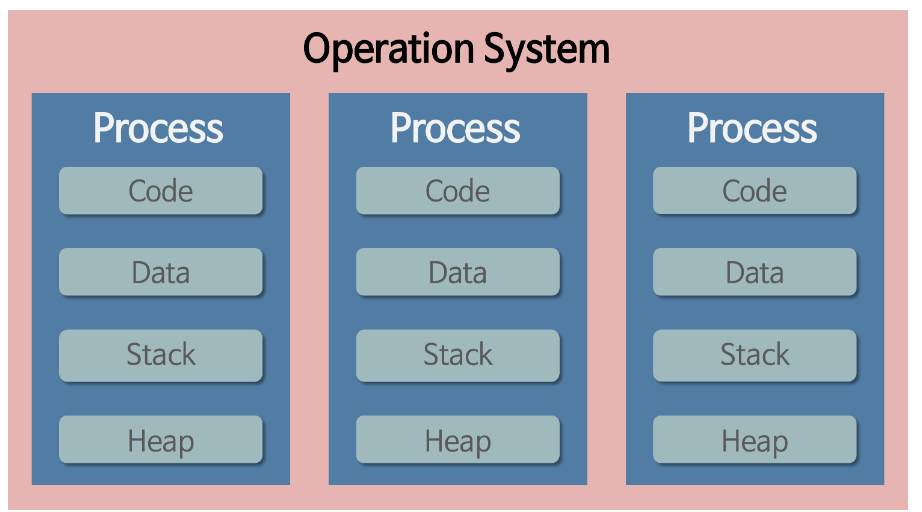 Operation System
Process
Code
Data
Stack
Heap
Process
Code
Data
Stack
Heap
Process
Code
Data
Stack
Heap